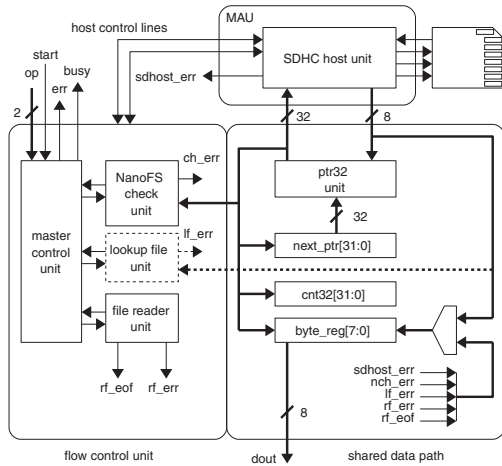 MAU
host control lines
SDHC host unit
start
op
busy
err
sdhost_err
2
32
8
ch_err
NanoFS
check
unit
ptr32
unit
32
master
control
unit
lf_err
lookup file
unit
next_ptr[31:0]
cnt32[31:0]
file reader
unit
byte_reg[7:0]
sdhost_err
nch_err
lf_err
rf_err
rf_eof
rf_eof
rf_err
8
flow control unit
dout
shared data path